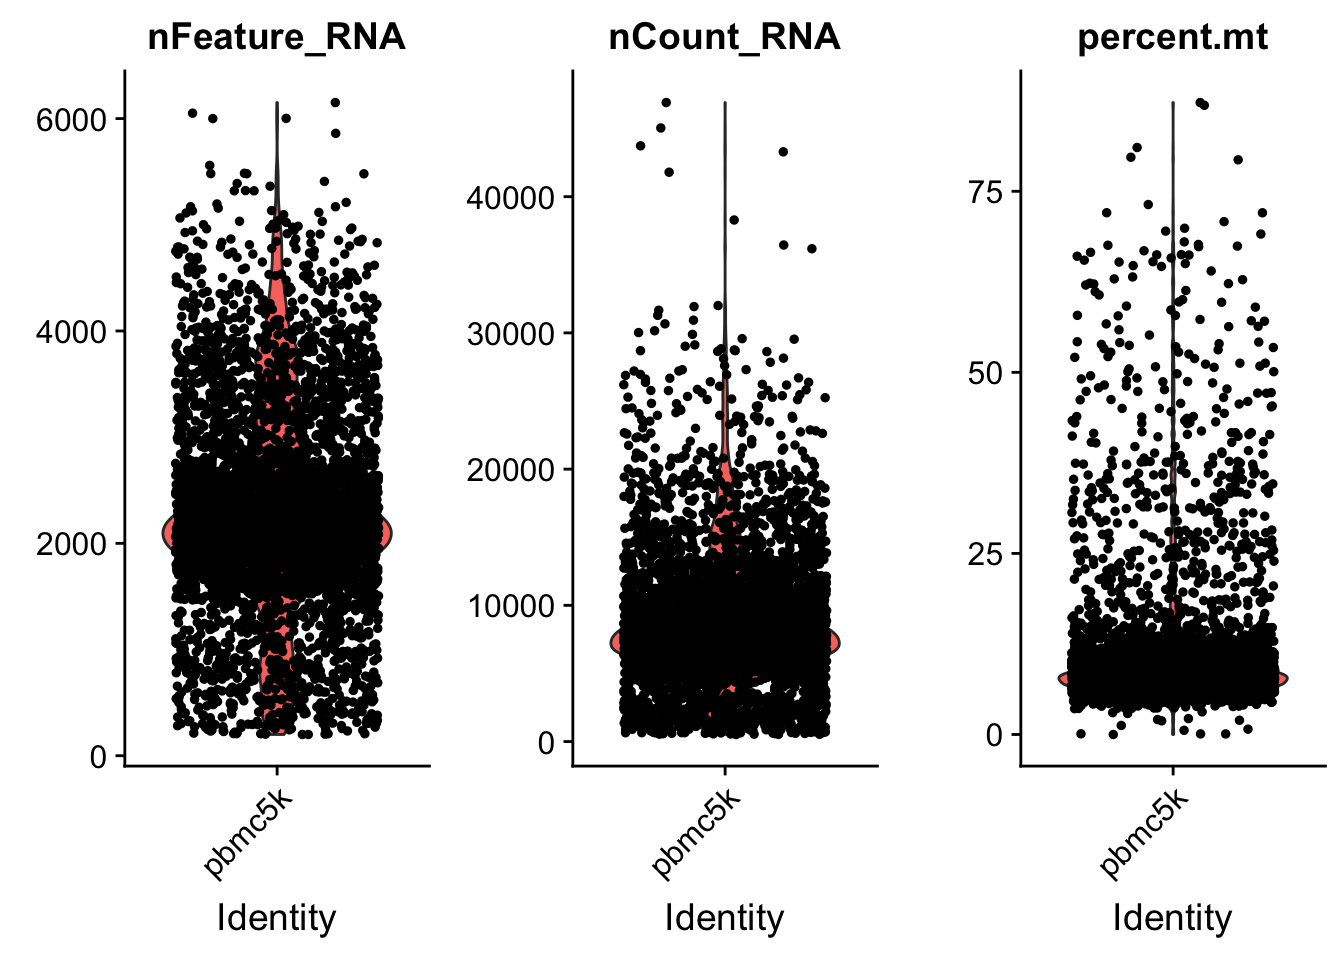 nFeature_RNA
6000
4000
2000
0
pbmc5k
Identity
nCount_RNA
40000
30000
20000
10000
0
pbmc5k
Identity
percent.mt
75
50
25
0
pbmc5k
Identity